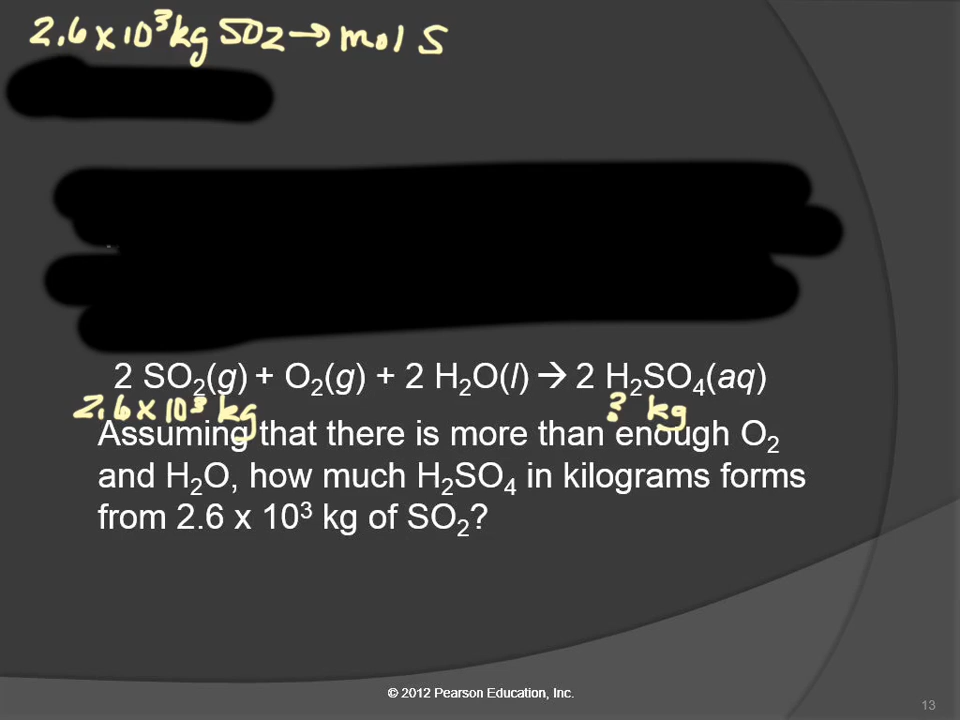 2.6 x 10³ kg SO2 → mol S
2 SO₂(g) + O₂(g) + 2 H₂O(l) → 2 H₂SO₄(aq)
2.6 x 10³ kg ? kg
Assuming that there is more than enough O₂
and H₂O, how much H₂SO₄ in kilograms forms
from 2.6 x 10³ kg of SO₂?
© 2012 Pearson Education, Inc.
13